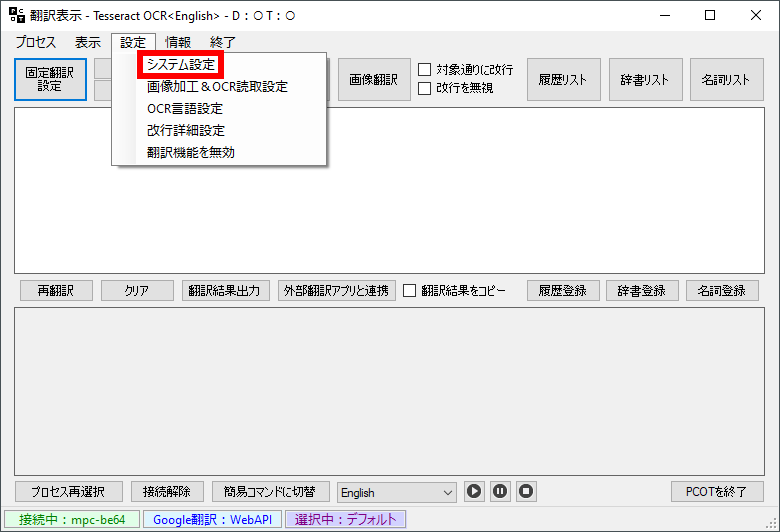 翻訳表示 - Tesseract OCR<English> - D：○ T：○
プロセス 表示 設定 情報 終了
固定翻訳
設定
システム設定
画像加工＆OCR読取設定
OCR言語設定
改行詳細設定
翻訳機能を無効
画像翻訳
対象通りに改行
改行を無視
履歴リスト 辞書リスト 名詞リスト
再翻訳 クリア 翻訳結果出力 外部翻訳アプリと連携 翻訳結果をコピー 履歴登録 辞書登録 名詞登録
プロセス再選択 接続解除 簡易コマンドに切替 English PCOTを終了
接続中：mpc-be64 Google翻訳：WebAPI 選択中：デフォルト